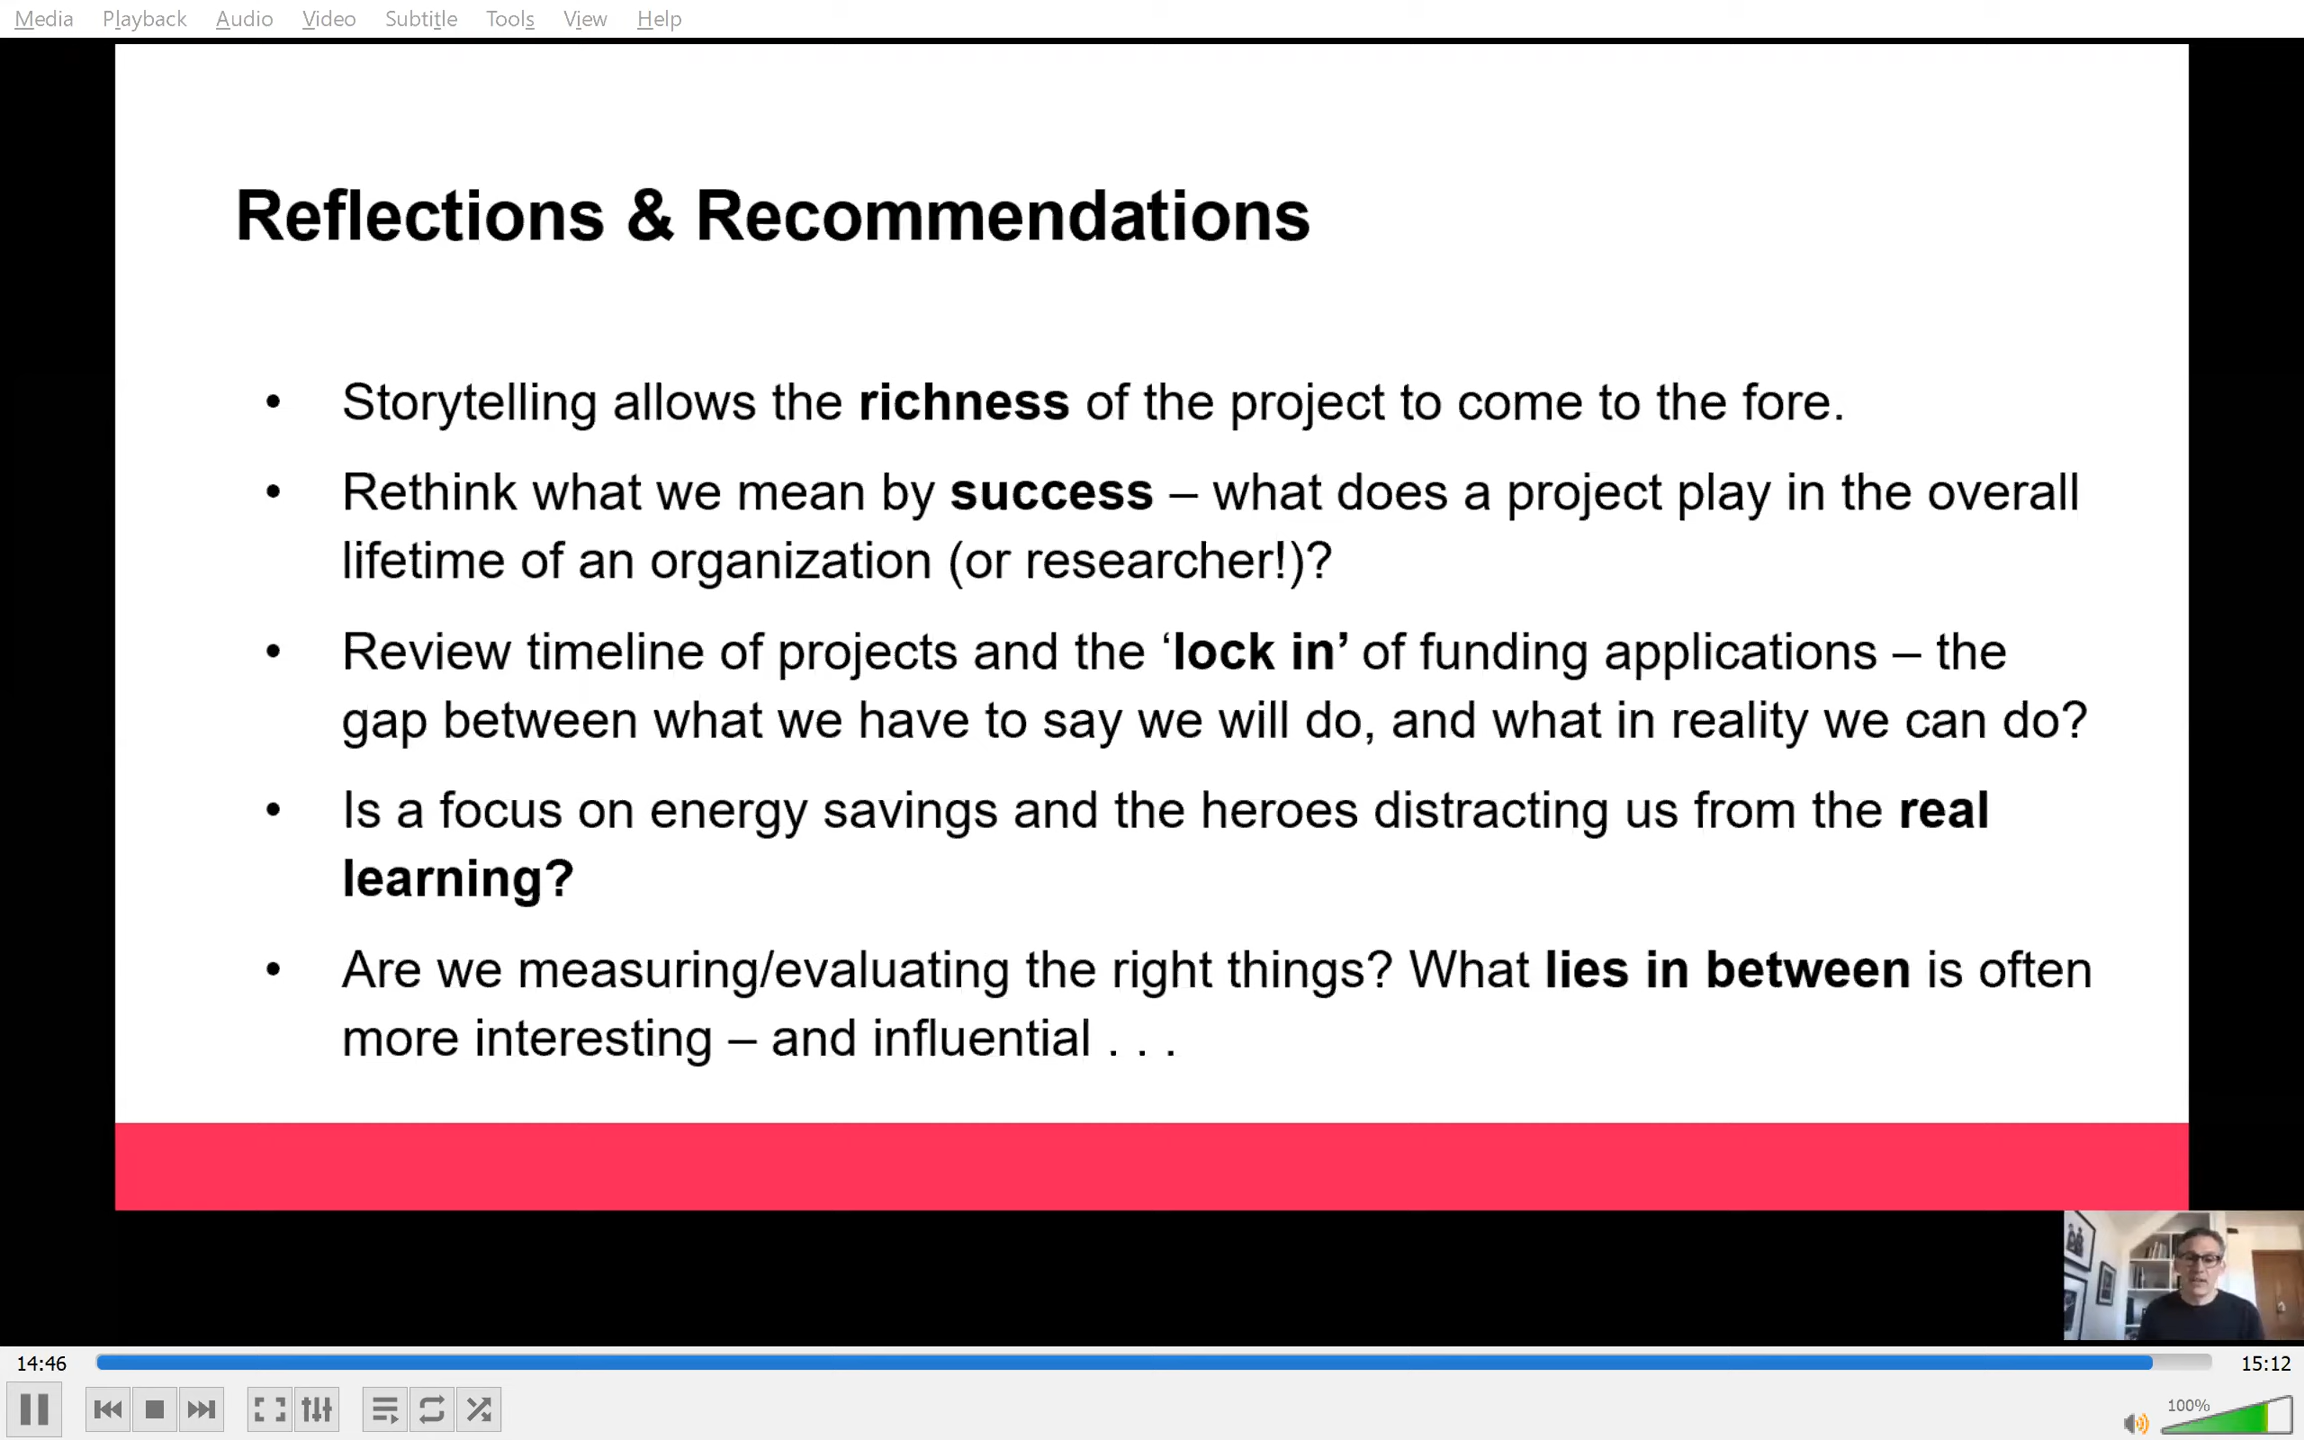 Media Playback Audio Video Subtitle Tools View Help
Reflections & Recommendations
• Storytelling allows the richness of the project to come to the fore.
• Rethink what we mean by success – what does a project play in the overall
lifetime of an organization (or researcher!)?
• Review timeline of projects and the ‘lock in’ of funding applications – the
gap between what we have to say we will do, and what in reality we can do?
• Is a focus on energy savings and the heroes distracting us from the real
learning?
• Are we measuring/evaluating the right things? What lies in between is often
more interesting – and influential . . .
14:46 15:12
100%